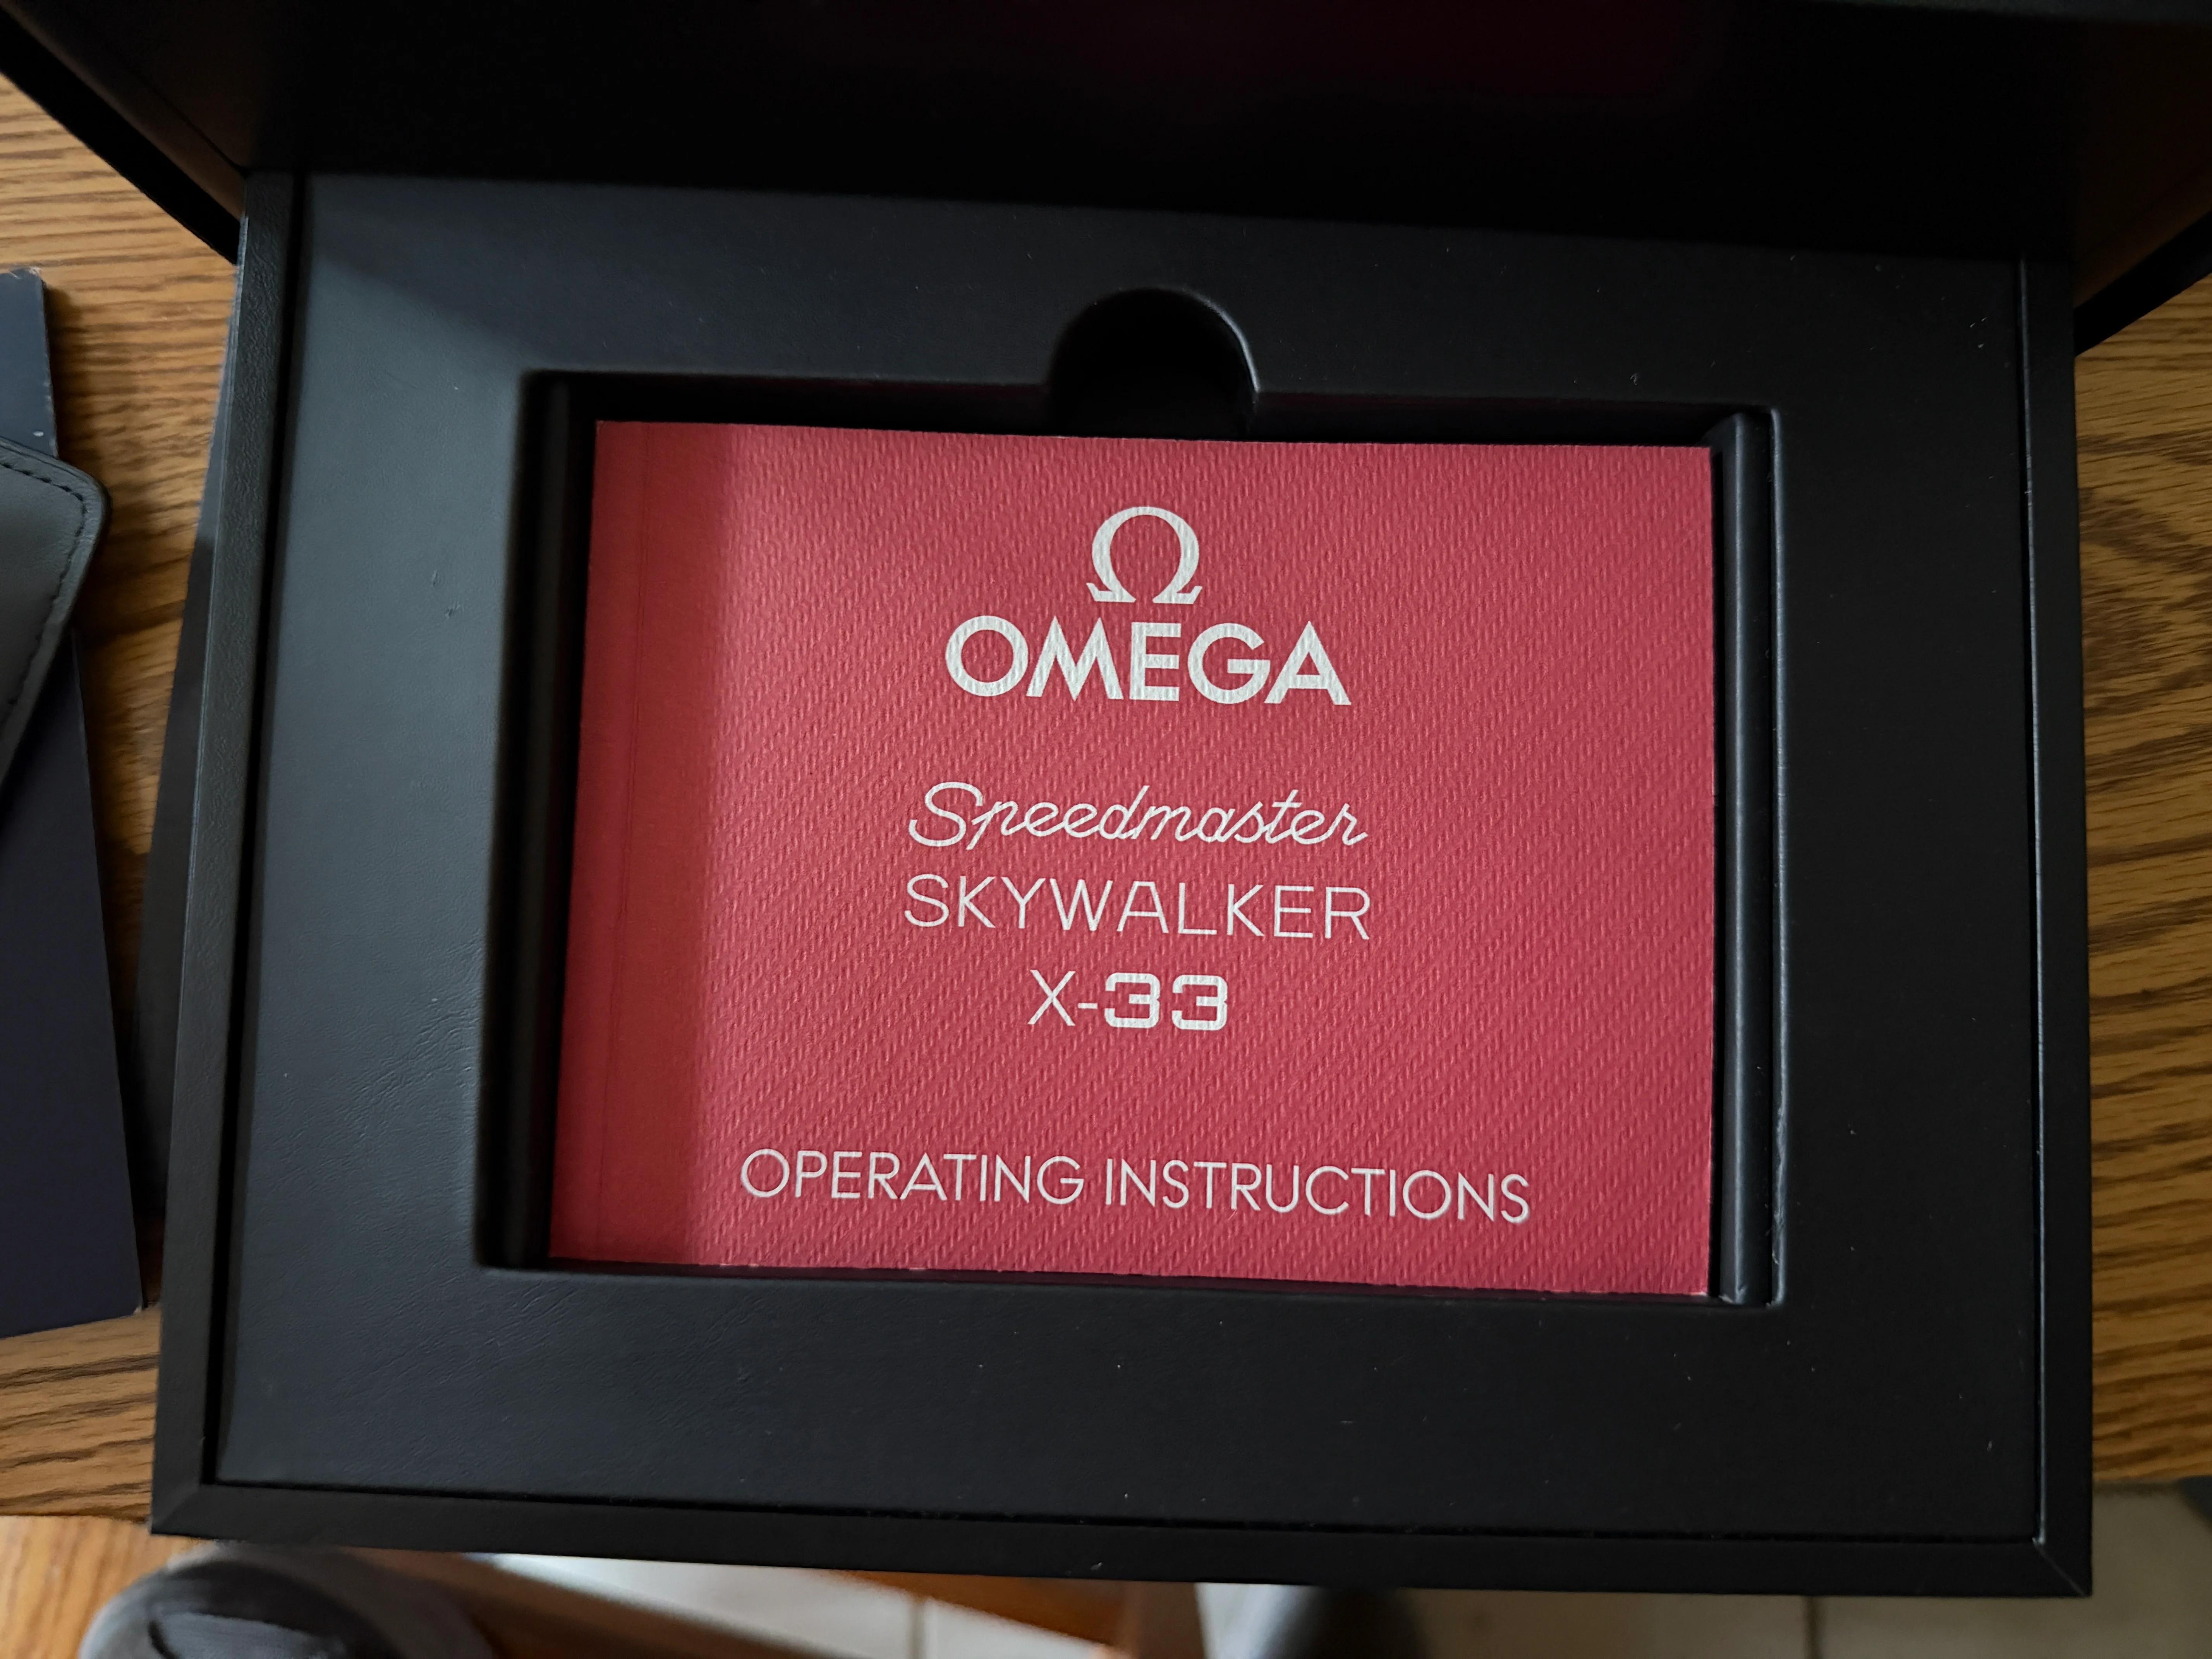 Ω
OMEGA
Speedmaster
SKYWALKER
X-33
OPERATING INSTRUCTIONS